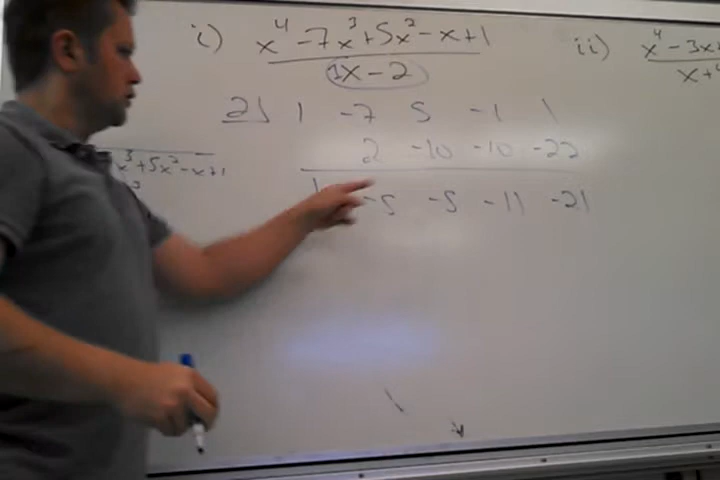 i) x⁴-7x³+5x²-x+1 ii) x⁴-3x
1x-2 x+4
2| 1 -7 5 -1 1
2 -10 -10 -22
x³+5x²-x+1
1 -5 -5 -11 -21